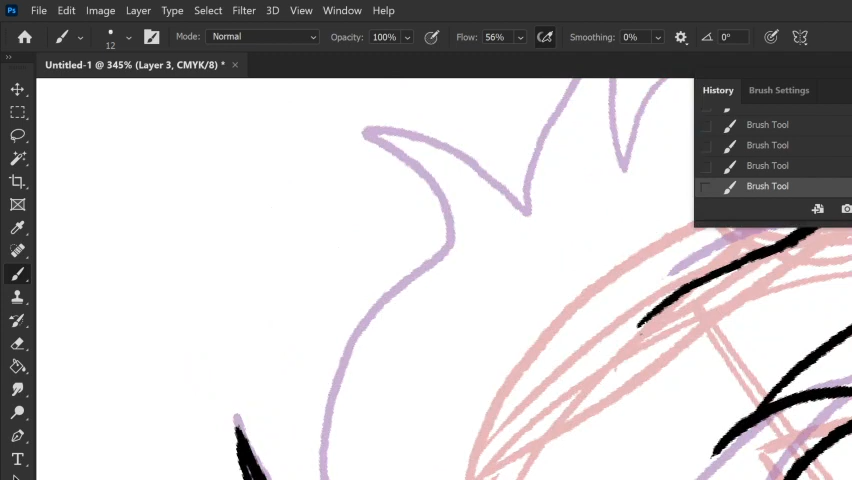 Ps File Edit Image Layer Type Select Filter 3D View Window Help
12 Mode: Normal Opacity: 100% Flow: 56% Smoothing: 0% 0°
Untitled-1 @ 345% (Layer 3, CMYK/8) * ×
History Brush Settings
Brush Tool
Brush Tool
Brush Tool
Brush Tool